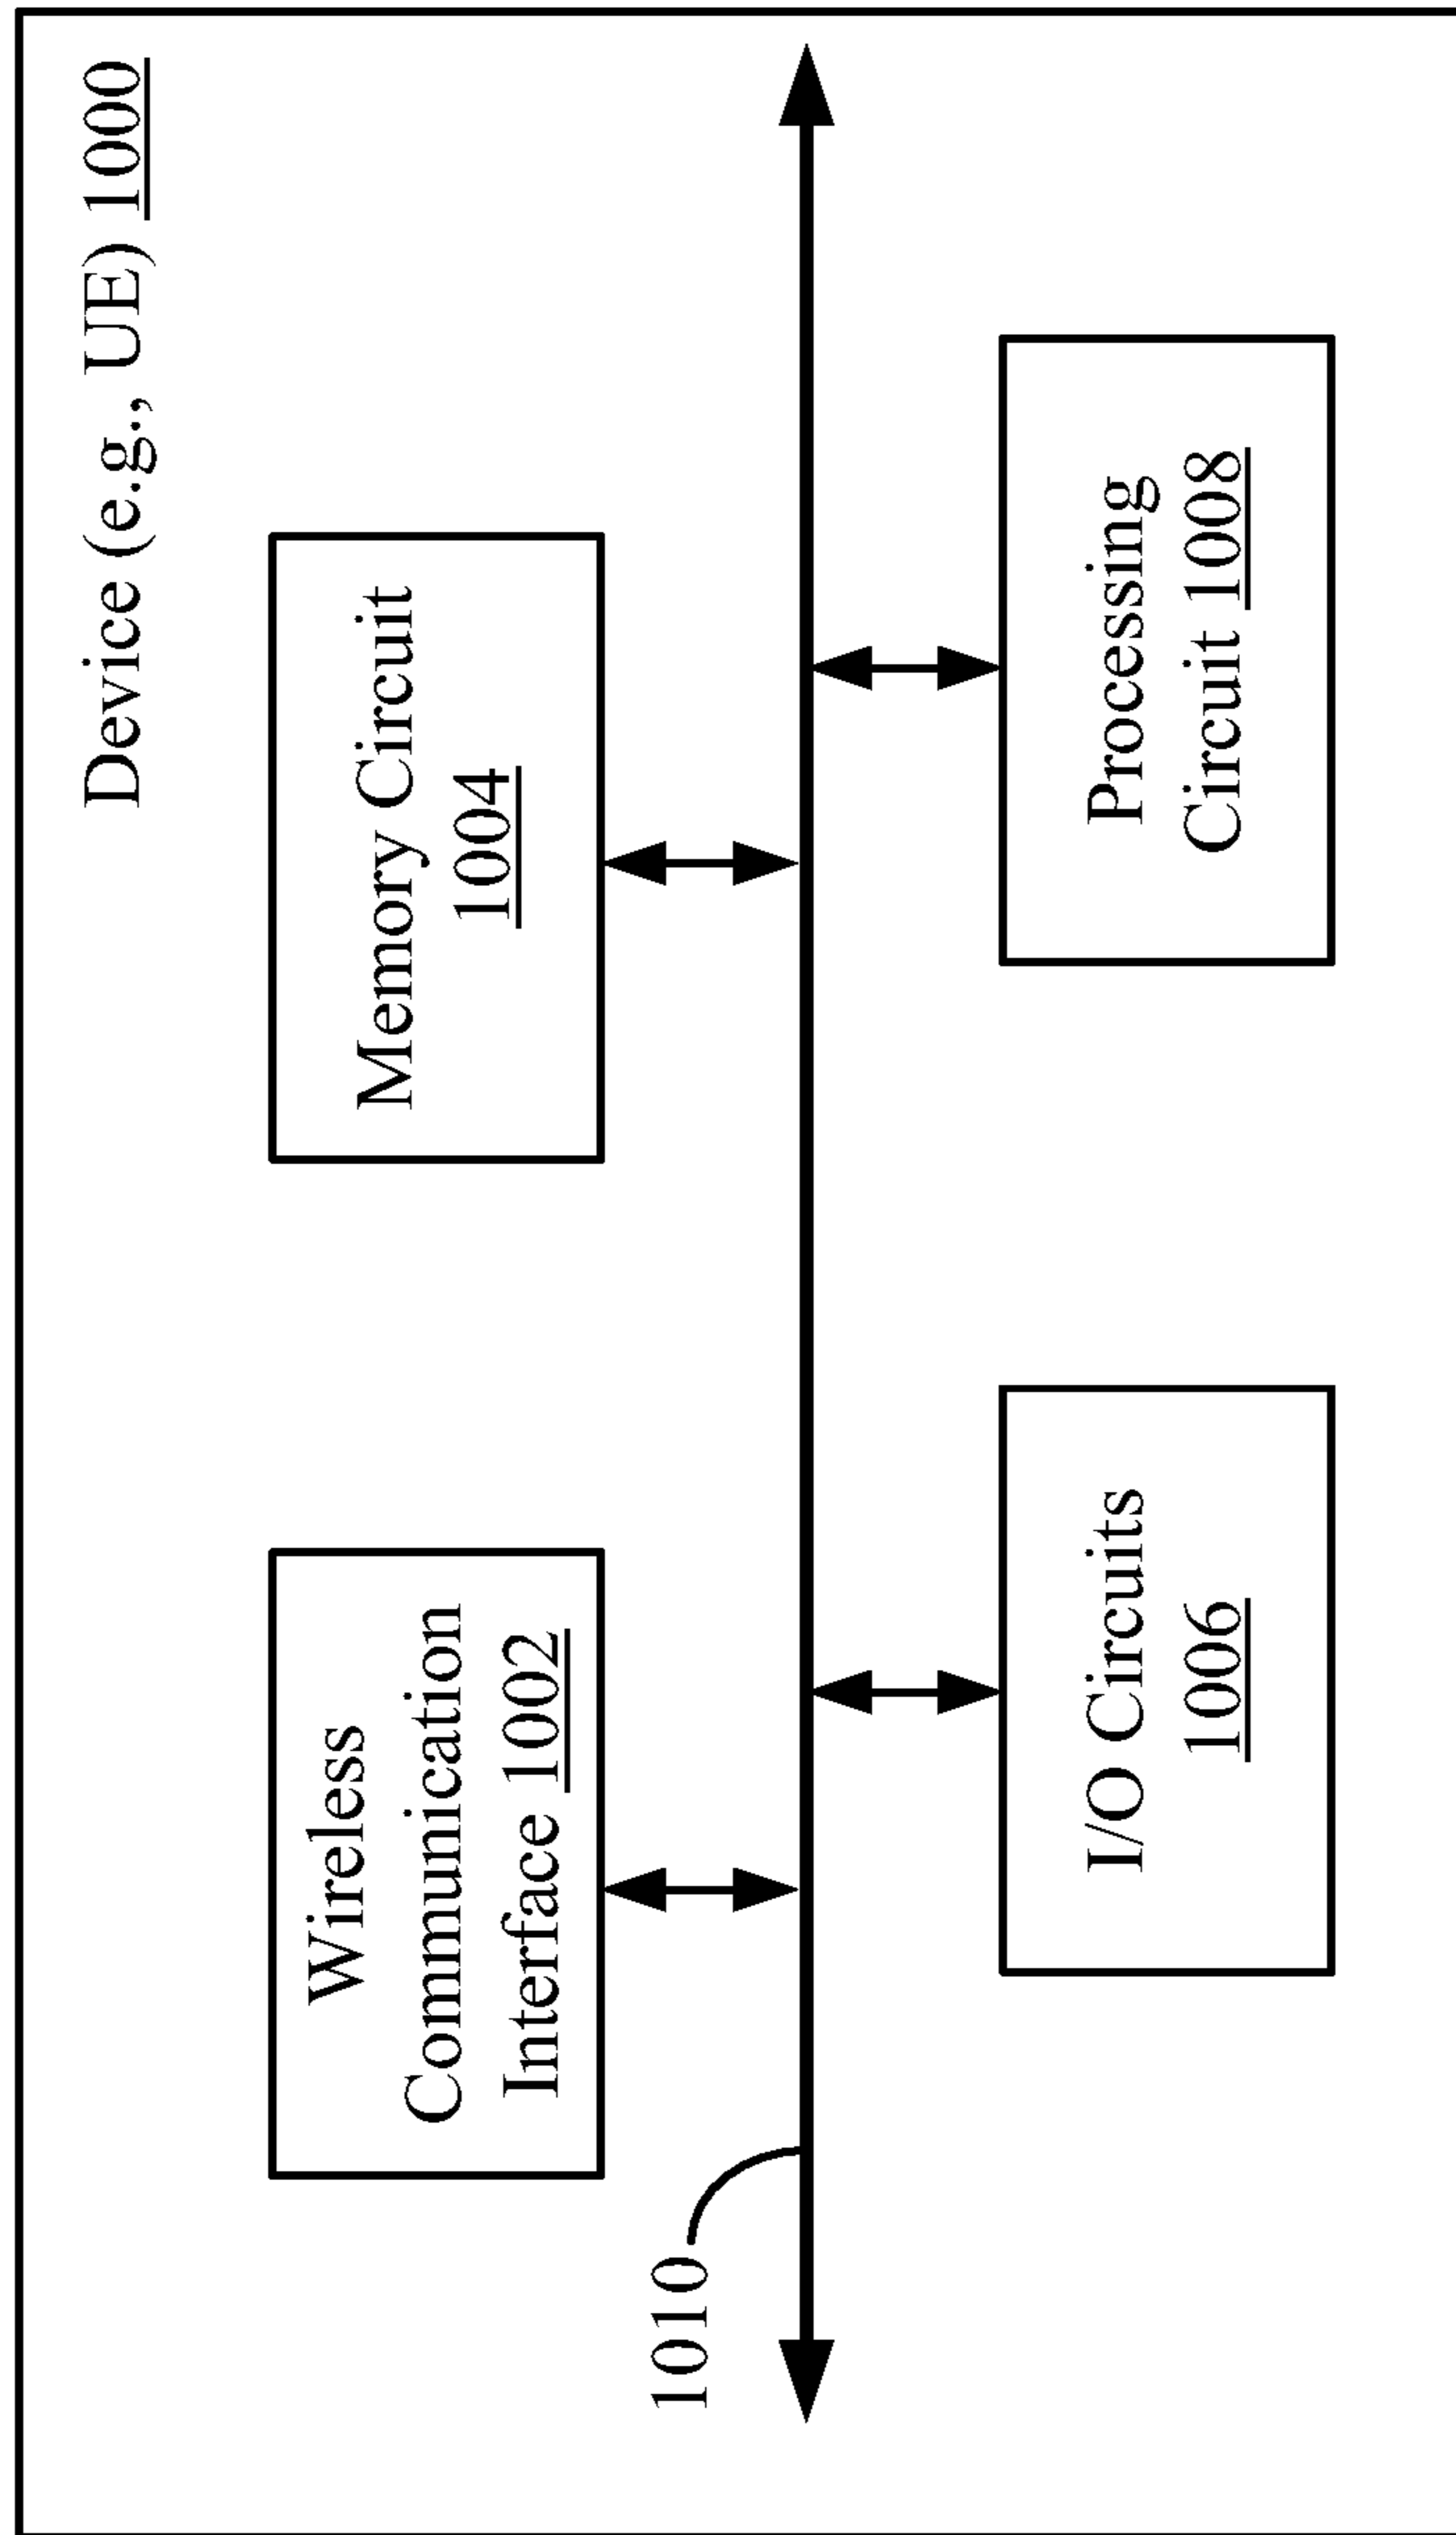 Device (e.g., UE) 1000
Wireless
Communication
Interface 1002
Memory Circuit
1004
1010
I/O Circuits
1006
Processing
Circuit 1008